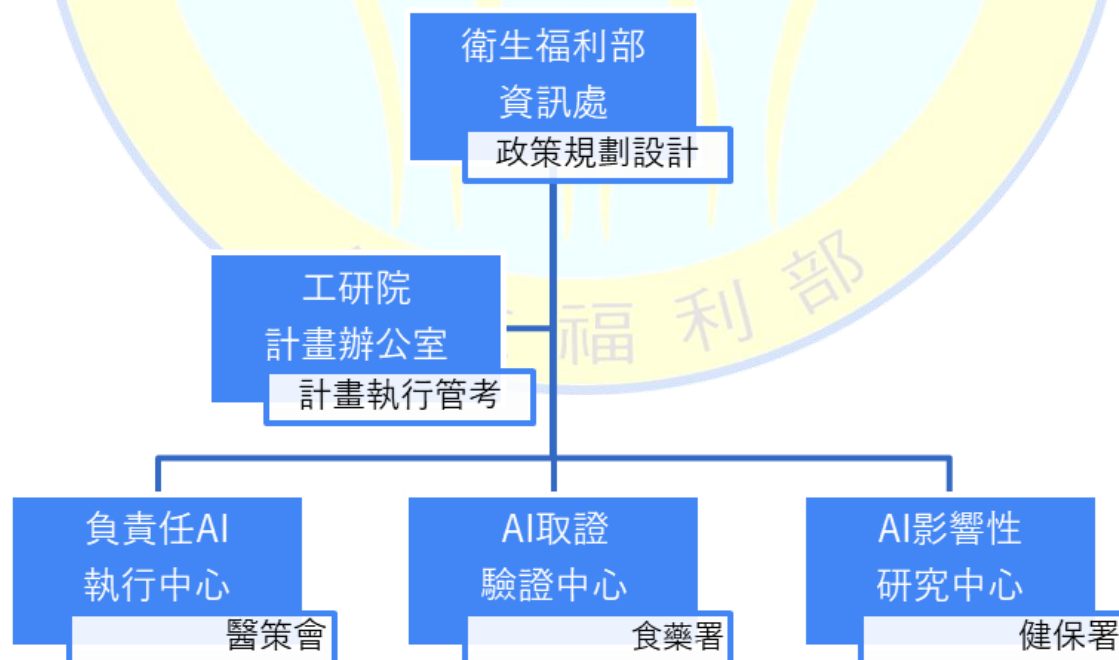 衛生福利部
資訊處
政策規劃設計
工研院
計畫辦公室
計畫執行管考
福利部
負責任AI
執行中心
醫策會
AI取證
驗證中心
食藥署
AI影響性
研究中心
健保署